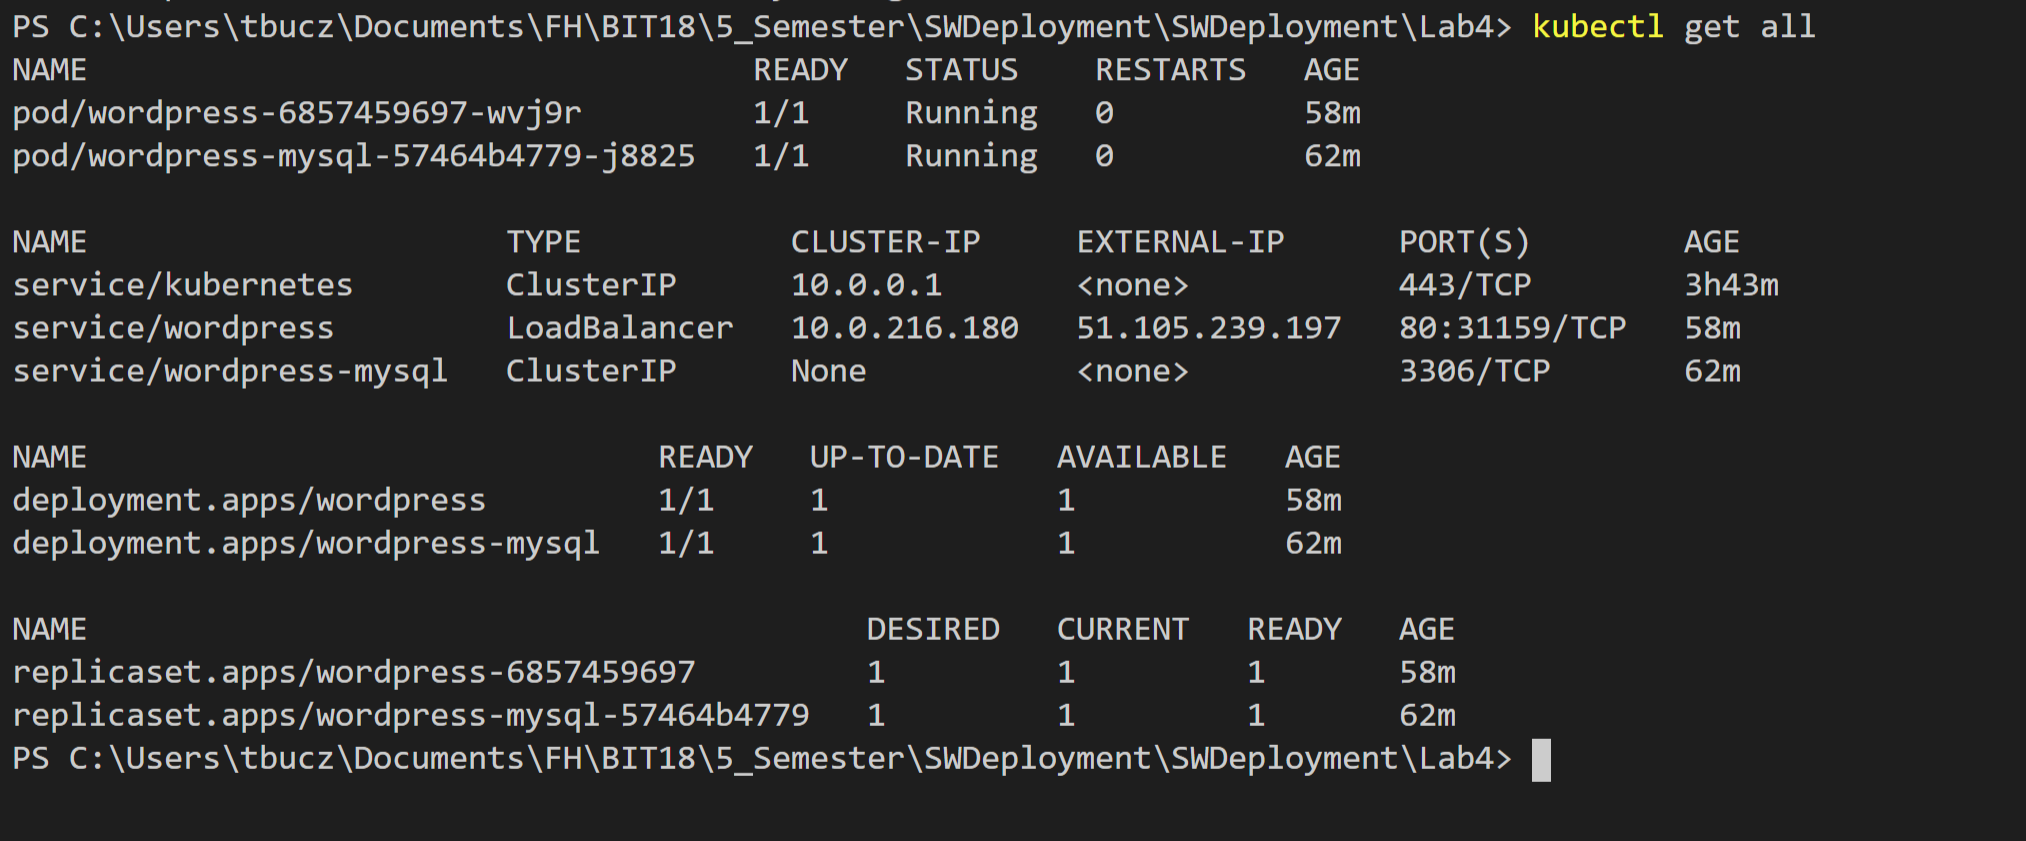 PS C:\Users\tbucz\Documents\FH\BIT18\5_Semester\SWDeployment\SWDeployment\Lab4> kubectl get all
NAME READY STATUS RESTARTS AGE
pod/wordpress-6857459697-wvj9r 1/1 Running 0 58m
pod/wordpress-mysql-57464b4779-j8825 1/1 Running 0 62m
NAME TYPE CLUSTER-IP EXTERNAL-IP PORT(S) AGE
service/kubernetes ClusterIP 10.0.0.1 <none> 443/TCP 3h43m
service/wordpress LoadBalancer 10.0.216.180 51.105.239.197 80:31159/TCP 58m
service/wordpress-mysql ClusterIP None <none> 3306/TCP 62m
NAME READY UP-TO-DATE AVAILABLE AGE
deployment.apps/wordpress 1/1 1 1 58m
deployment.apps/wordpress-mysql 1/1 1 1 62m
NAME DESIRED CURRENT READY AGE
replicaset.apps/wordpress-6857459697 1 1 1 58m
replicaset.apps/wordpress-mysql-57464b4779 1 1 1 62m
PS C:\Users\tbucz\Documents\FH\BIT18\5_Semester\SWDeployment\SWDeployment\Lab4>